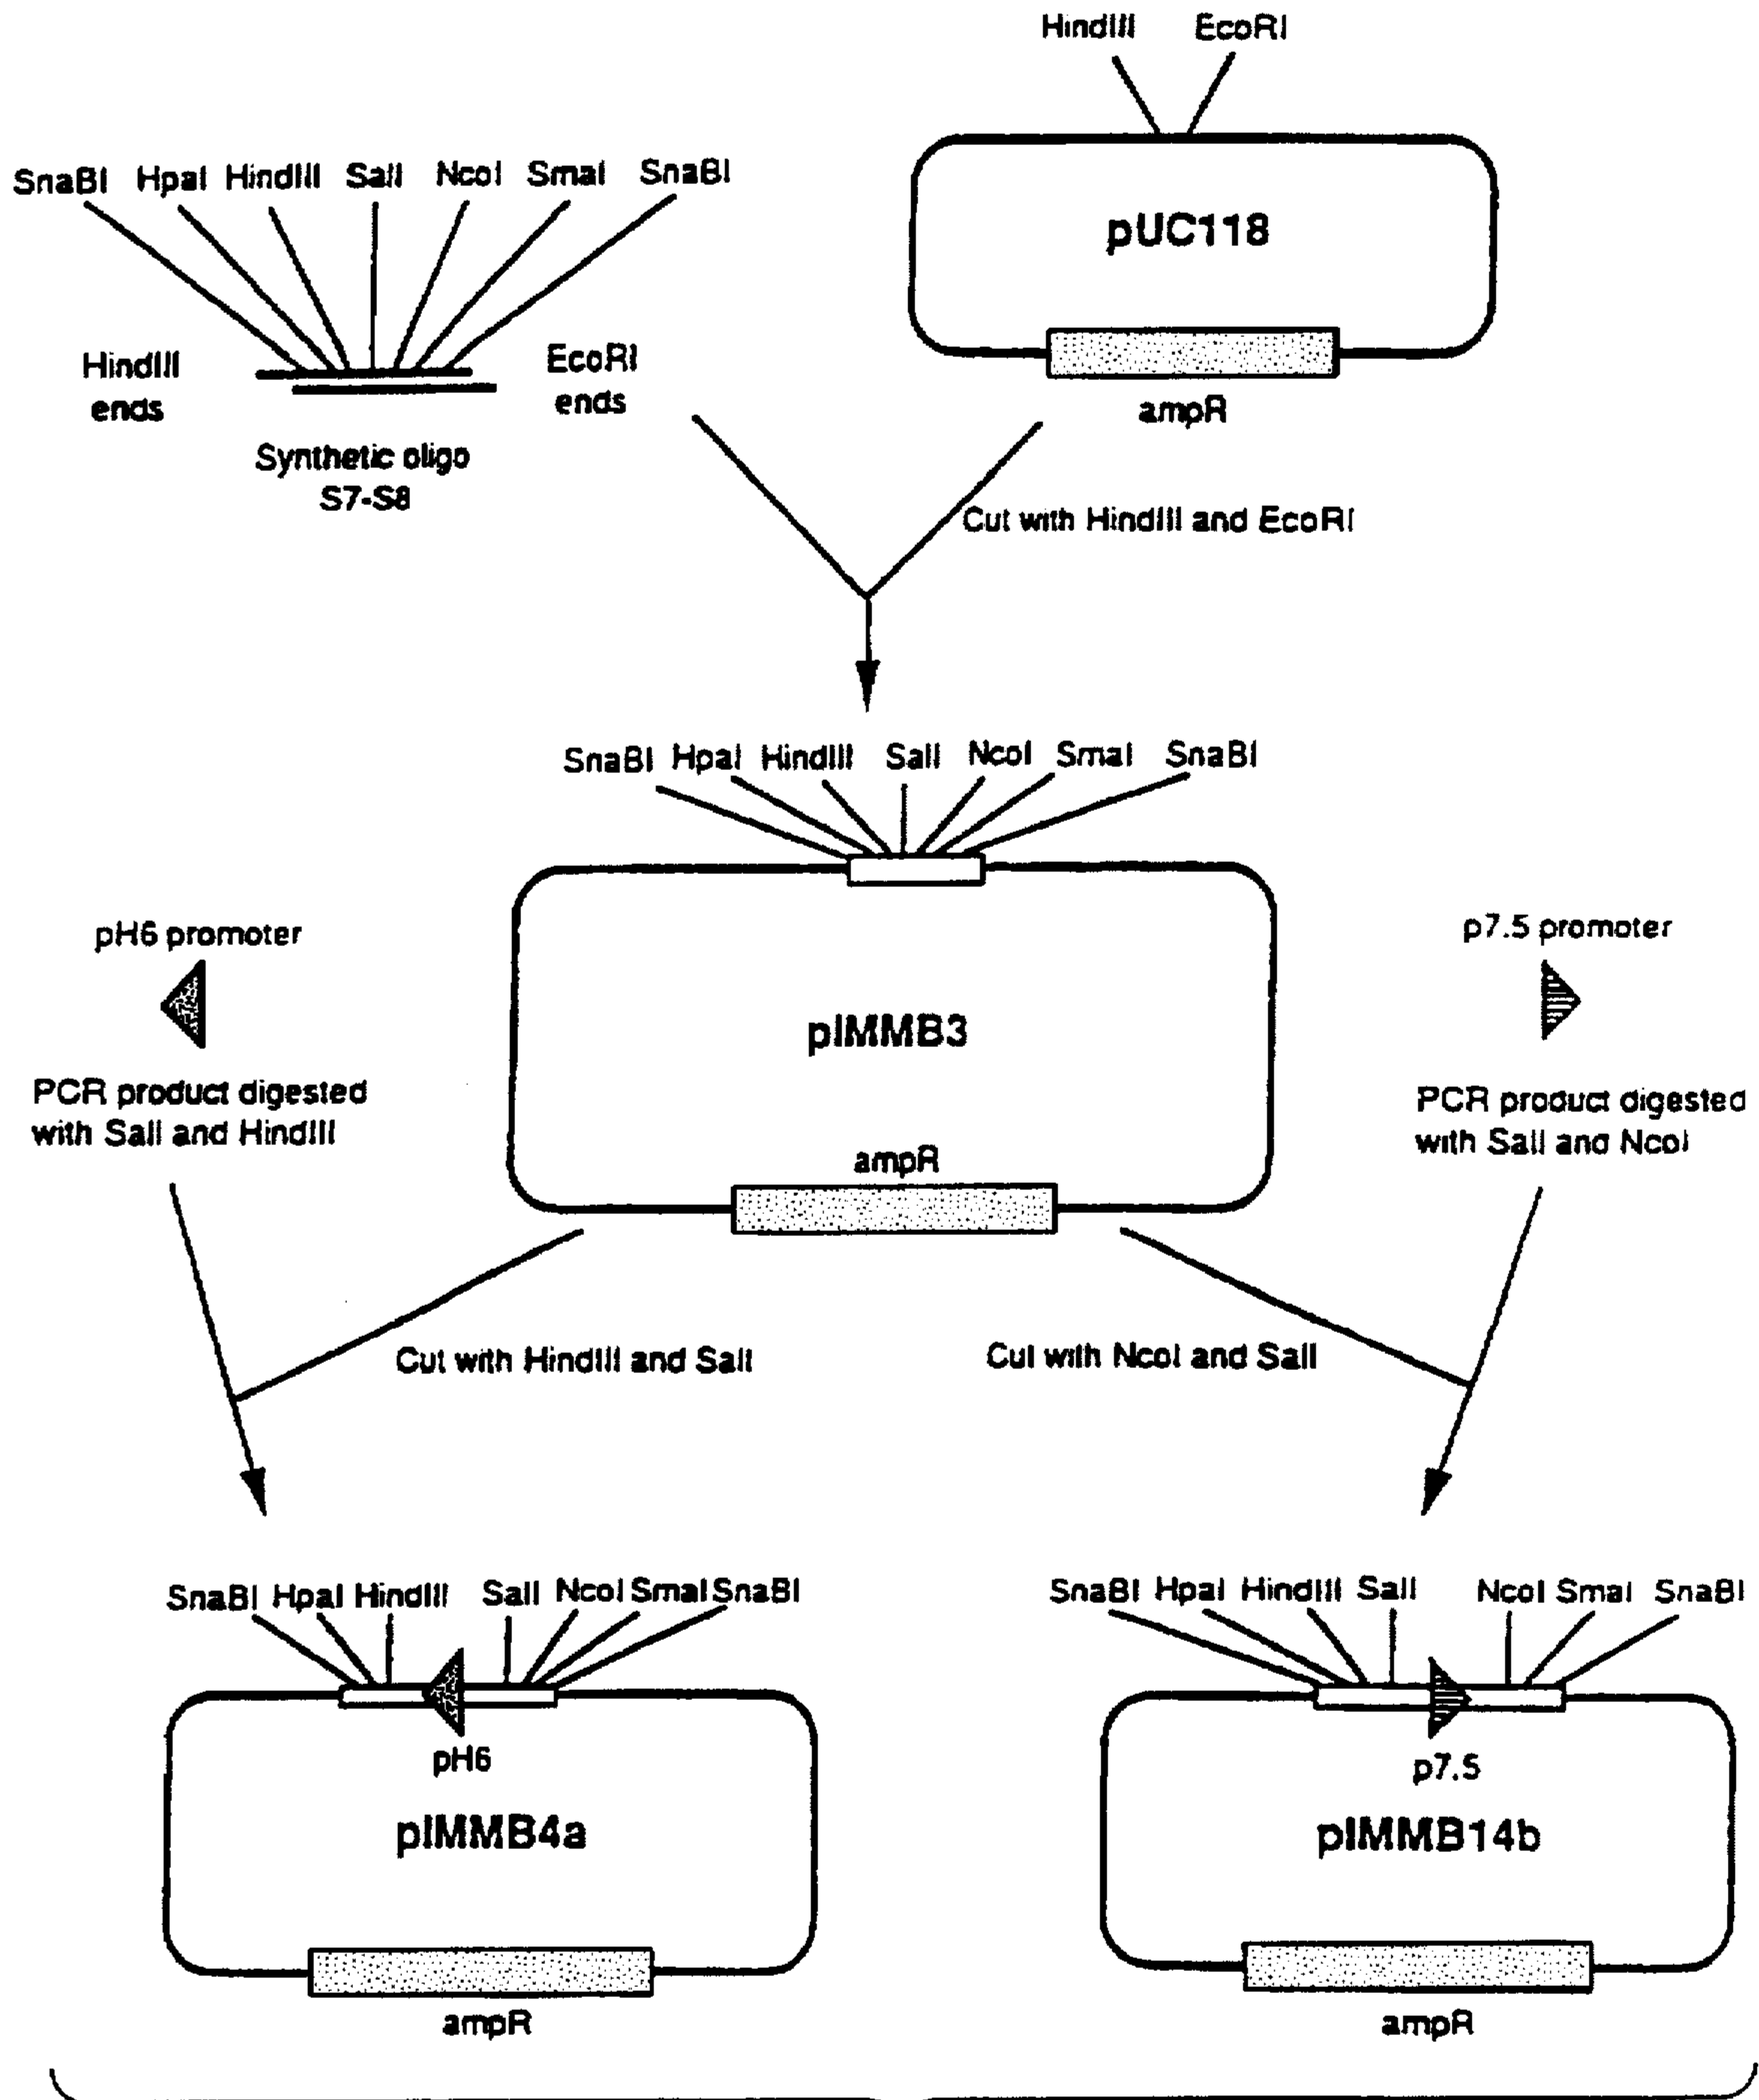 HindIII EcoRI
SnaBI HpaI HindIII SalI NcoI SmaI SnaBI
pUC118
HindIII
ends
EcoRI
ends
ampR
Synthetic oligo
S7-S8
Cut with HindIII and EcoRI
SnaBI HpaI HindIII SalI NcoI SmaI SnaBI
pH6 promoter
p7.5 promoter
pIMMB3
PCR product digested
with SalI and HindIII
PCR product digested
with SalI and NcoI
ampR
Cut with HindIII and SalI
Cut with NcoI and SalI
SnaBI HpaI HindIII SalI NcoI SmaI SnaBI
SnaBI HpaI HindIII SalI NcoI SmaI SnaBI
pH6
p7.5
pIMMB4a
pIMMB14b
ampR
ampR